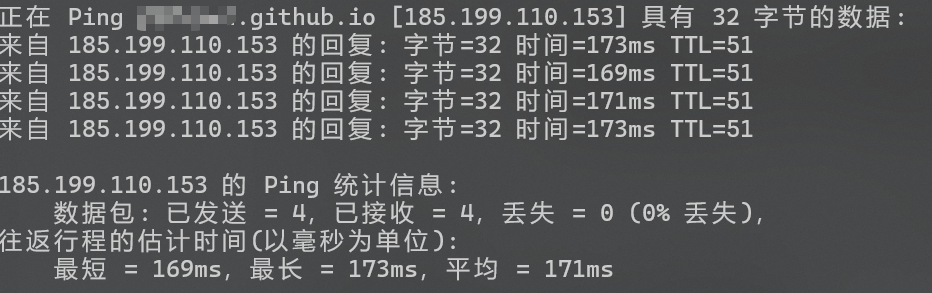 正在 Ping .github.io [185.199.110.153] 具有 32 字节的数据:
来自 185.199.110.153 的回复: 字节=32 时间=173ms TTL=51
来自 185.199.110.153 的回复: 字节=32 时间=169ms TTL=51
来自 185.199.110.153 的回复: 字节=32 时间=171ms TTL=51
来自 185.199.110.153 的回复: 字节=32 时间=173ms TTL=51
185.199.110.153 的 Ping 统计信息:
数据包: 已发送 = 4, 已接收 = 4, 丢失 = 0 (0% 丢失),
往返行程的估计时间(以毫秒为单位):
最短 = 169ms, 最长 = 173ms, 平均 = 171ms